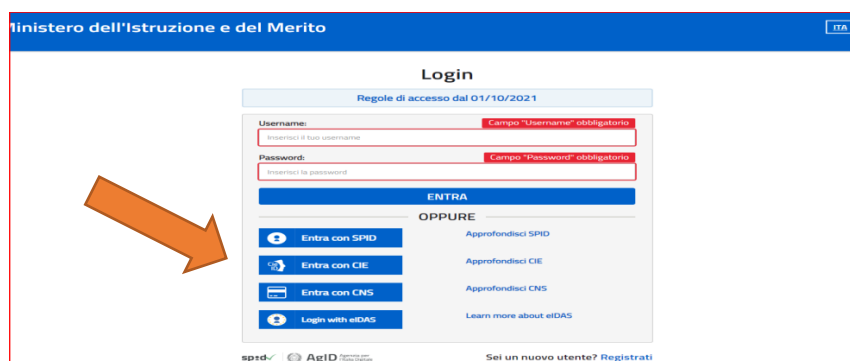 Ministero dell'Istruzione e del Merito
ITA
Login
Regole di accesso dal 01/10/2021
Username: Campo "Username" obbligatorio
Inserisci il tuo username
Password: Campo "Password" obbligatorio
Inserisci la password
ENTRA
OPPURE
Entra con SPID Approfondisci SPID
Entra con CIE Approfondisci CIE
Entra con CNS Approfondisci CNS
Login with eIDAS Learn more about eIDAS
spid AgID Sei un nuovo utente? Registrati